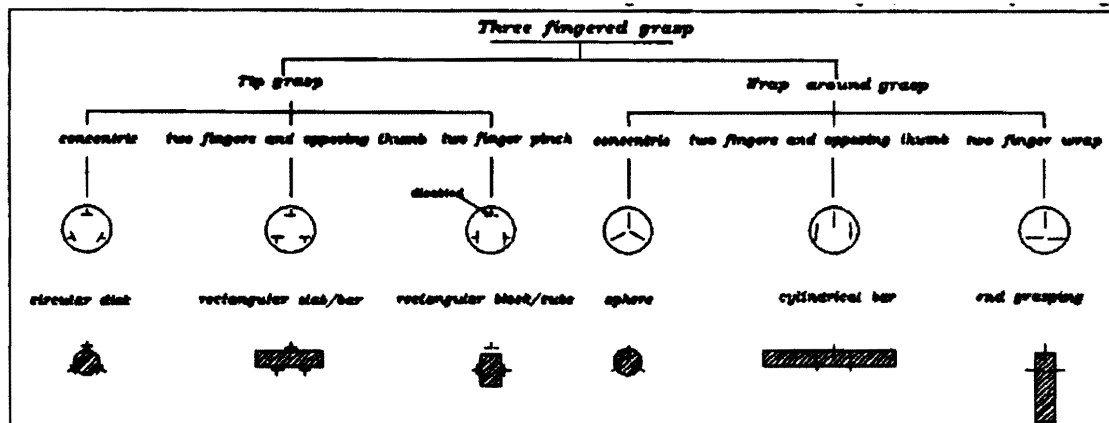 Three fingered grasp
Tip grasp Wrap around grasp
concentric two fingers and opposing thumb two finger pinch concentric two fingers and opposing thumb two finger wrap
disabled
circular disk rectangular slab/bar rectangular block/cube sphere cylindrical bar end grasping